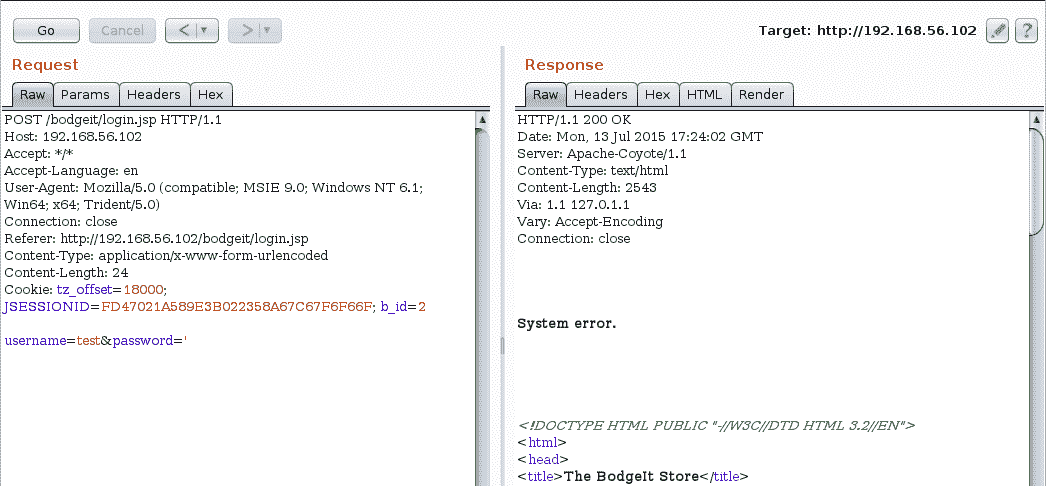 Go
Cancel
<
>
Target: http://192.168.56.102
?
Request
Raw
Params
Headers
Hex
POST /bodgeit/login.jsp HTTP/1.1
Host: 192.168.56.102
Accept: */*
Accept-Language: en
User-Agent: Mozilla/5.0 (compatible; MSIE 9.0; Windows NT 6.1;
Win64; x64; Trident/5.0)
Connection: close
Referer: http://192.168.56.102/bodgeit/login.jsp
Content-Type: application/x-www-form-urlencoded
Content-Length: 24
Cookie: tz_offset=18000;
JSESSIONID=FD47021A589E3B022358A67C67F6F66F; b_id=2
username=test&password='
Response
Raw
Headers
Hex
HTML
Render
HTTP/1.1 200 OK
Date: Mon, 13 Jul 2015 17:24:02 GMT
Server: Apache-Coyote/1.1
Content-Type: text/html
Content-Length: 2543
Via: 1.1 127.0.1.1
Vary: Accept-Encoding
Connection: close
System error.
<!DOCTYPE HTML PUBLIC "-//W3C//DTD HTML 3.2//EN">
<html>
<head>
<title>The BodgeIt Store</title>